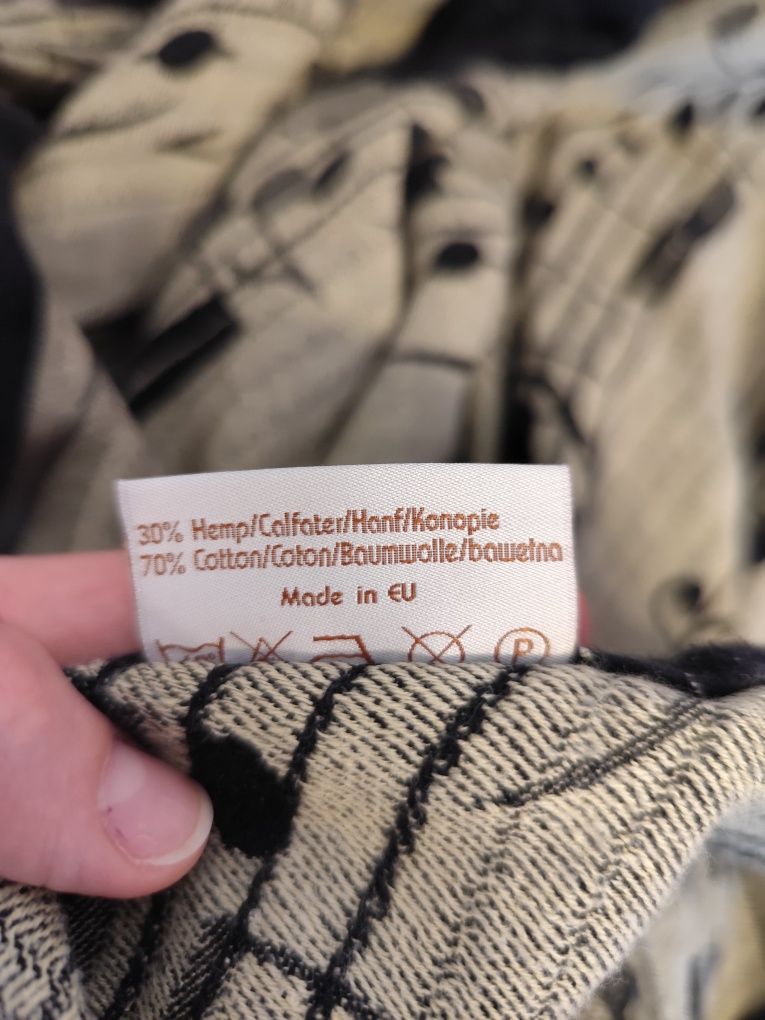 30% Hemp/Calfater/Hanf/Konopie
70% Cotton/Coton/Baumwolle/bawełna
Made in EU
P